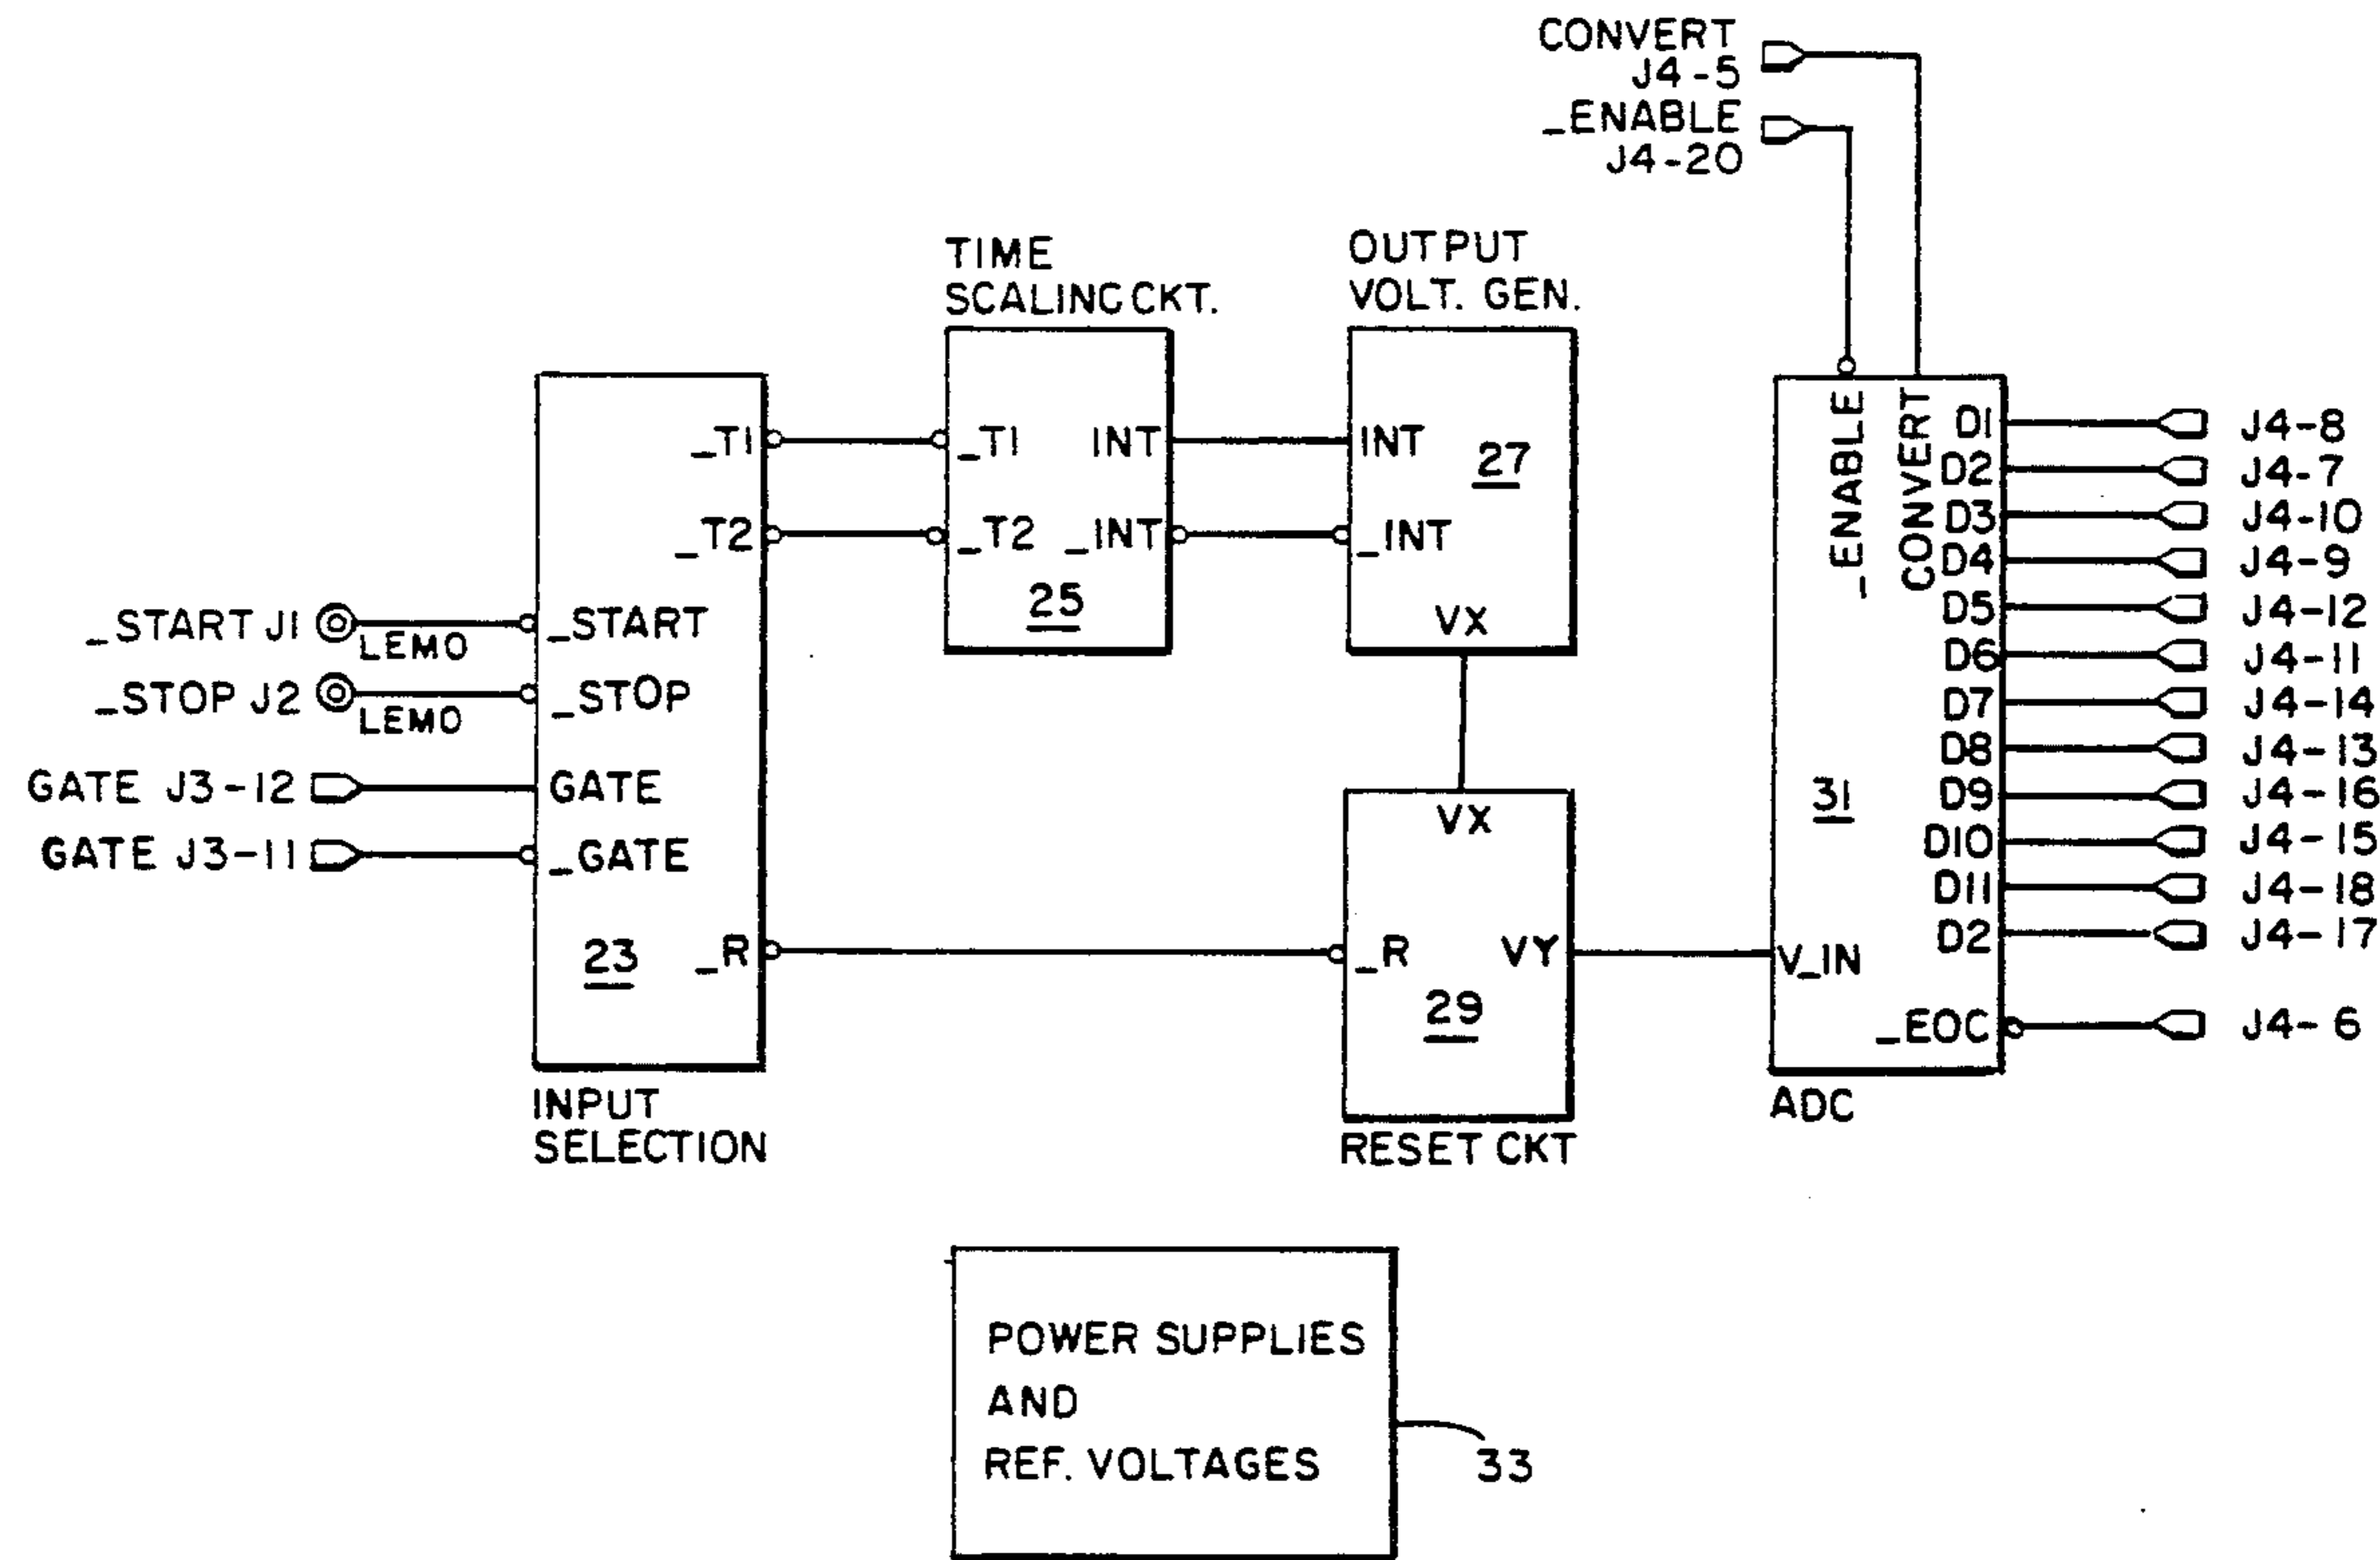 CONVERT
J4-5
_ENABLE
J4-20
TIME
SCALING CKT.
OUTPUT
VOLT. GEN.
_T1
_T2
_START J1
LEMO
_START
_STOP J2
LEMO
_STOP
GATE J3-12
GATE
GATE J3-11
_GATE
23
_R
INPUT
SELECTION
_T1
INT
_T2
_INT
25
INT
27
_INT
VX
VX
_R
VY
29
RESET CKT
_ENABLE
CONVERT
D1
J4-8
D2
J4-7
D3
J4-10
D4
J4-9
D5
J4-12
D6
J4-11
D7
J4-14
D8
J4-13
31
D9
J4-16
D10
J4-15
D11
J4-18
D2
J4-17
V_IN
_EOC
J4-6
ADC
POWER SUPPLIES
AND
REF. VOLTAGES
33